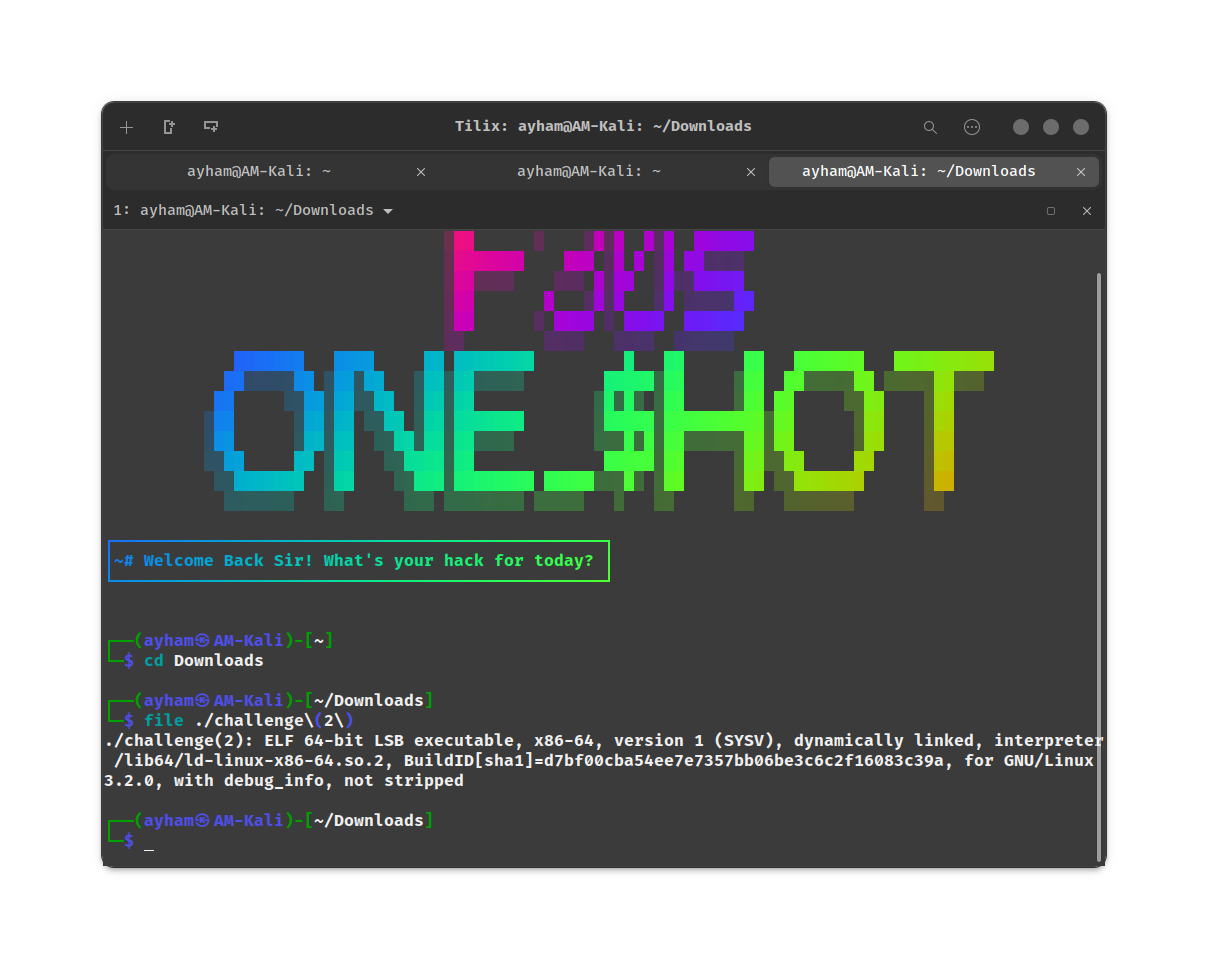 Tilix: ayham@AM-Kali: ~/Downloads
ayham@AM-Kali: ~
ayham@AM-Kali: ~
ayham@AM-Kali: ~/Downloads
1: ayham@AM-Kali: ~/Downloads
ONE_$HOT
~# Welcome Back Sir! What's your hack for today?
┌──(ayham㉿AM-Kali)-[~]
└─$ cd Downloads
┌──(ayham㉿AM-Kali)-[~/Downloads]
└─$ file ./challenge\(2\)
./challenge(2): ELF 64-bit LSB executable, x86-64, version 1 (SYSV), dynamically linked, interpreter
/lib64/ld-linux-x86-64.so.2, BuildID[sha1]=d7bf00cba54ee7e7357bb06be3c6c2f16083c39a, for GNU/Linux
3.2.0, with debug_info, not stripped
┌──(ayham㉿AM-Kali)-[~/Downloads]
└─$ _